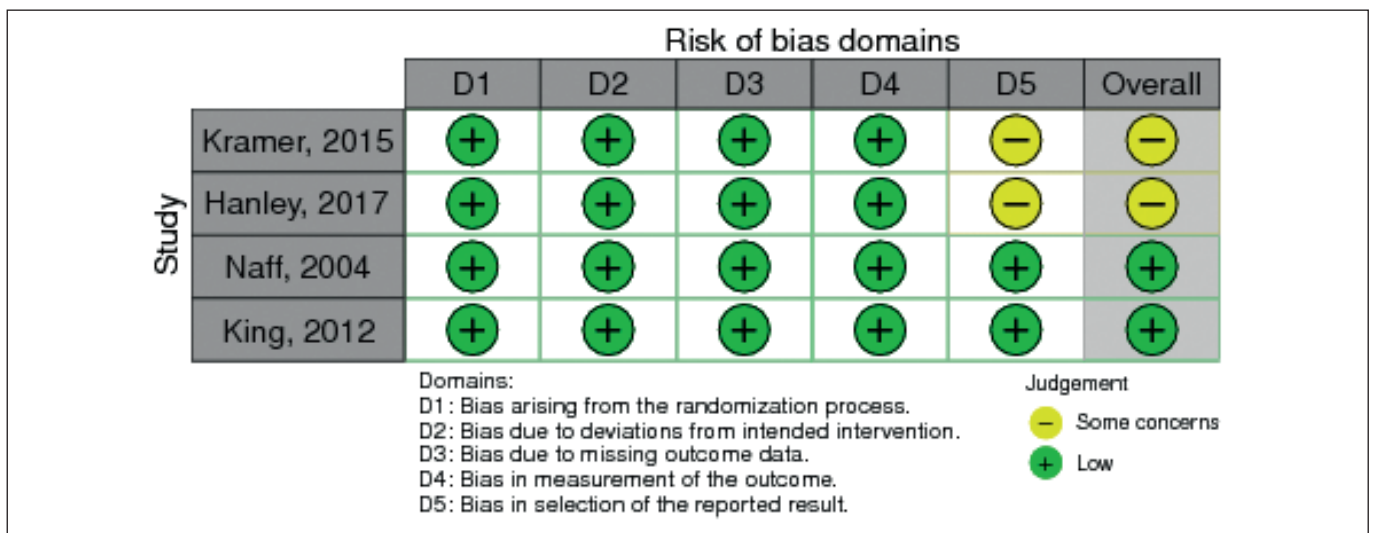 Risk of bias domains
D1 D2 D3 D4 D5 Overall
Study
Kramer, 2015 + + + + − −
Hanley, 2017 + + + + − −
Naff, 2004 + + + + + +
King, 2012 + + + + + +
Domains:
D1: Bias arising from the randomization process.
D2: Bias due to deviations from intended intervention.
D3: Bias due to missing outcome data.
D4: Bias in measurement of the outcome.
D5: Bias in selection of the reported result.
Judgement
− Some concerns
+ Low